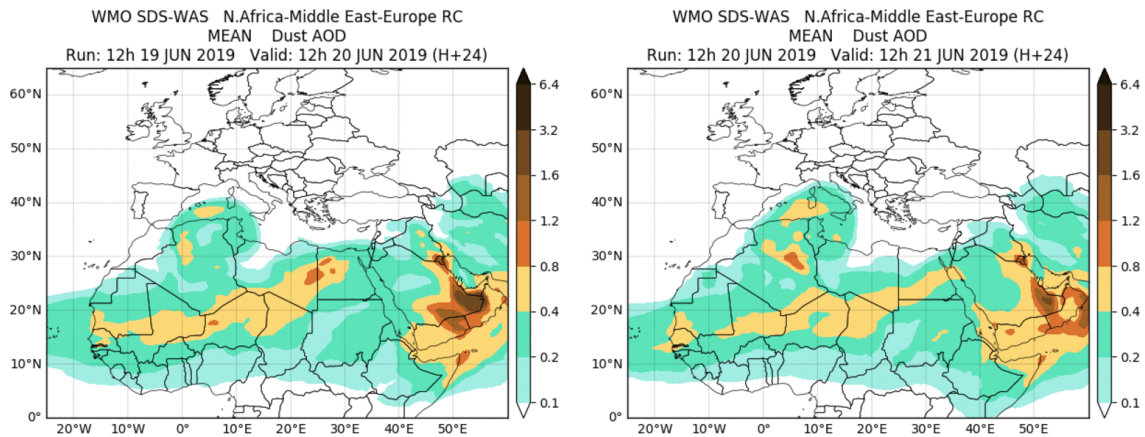 WMO SDS-WAS   N.Africa-Middle East-Europe RC
MEAN    Dust AOD
Run: 12h 19 JUN 2019   Valid: 12h 20 JUN 2019 (H+24)
60°N
50°N
40°N
30°N
20°N
10°N
0°
20°W 10°W 0° 10°E 20°E 30°E 40°E 50°E
6.4
3.2
1.6
1.2
0.8
0.4
0.2
0.1
WMO SDS-WAS   N.Africa-Middle East-Europe RC
MEAN    Dust AOD
Run: 12h 20 JUN 2019   Valid: 12h 21 JUN 2019 (H+24)
60°N
50°N
40°N
30°N
20°N
10°N
0°
20°W 10°W 0° 10°E 20°E 30°E 40°E 50°E
6.4
3.2
1.6
1.2
0.8
0.4
0.2
0.1